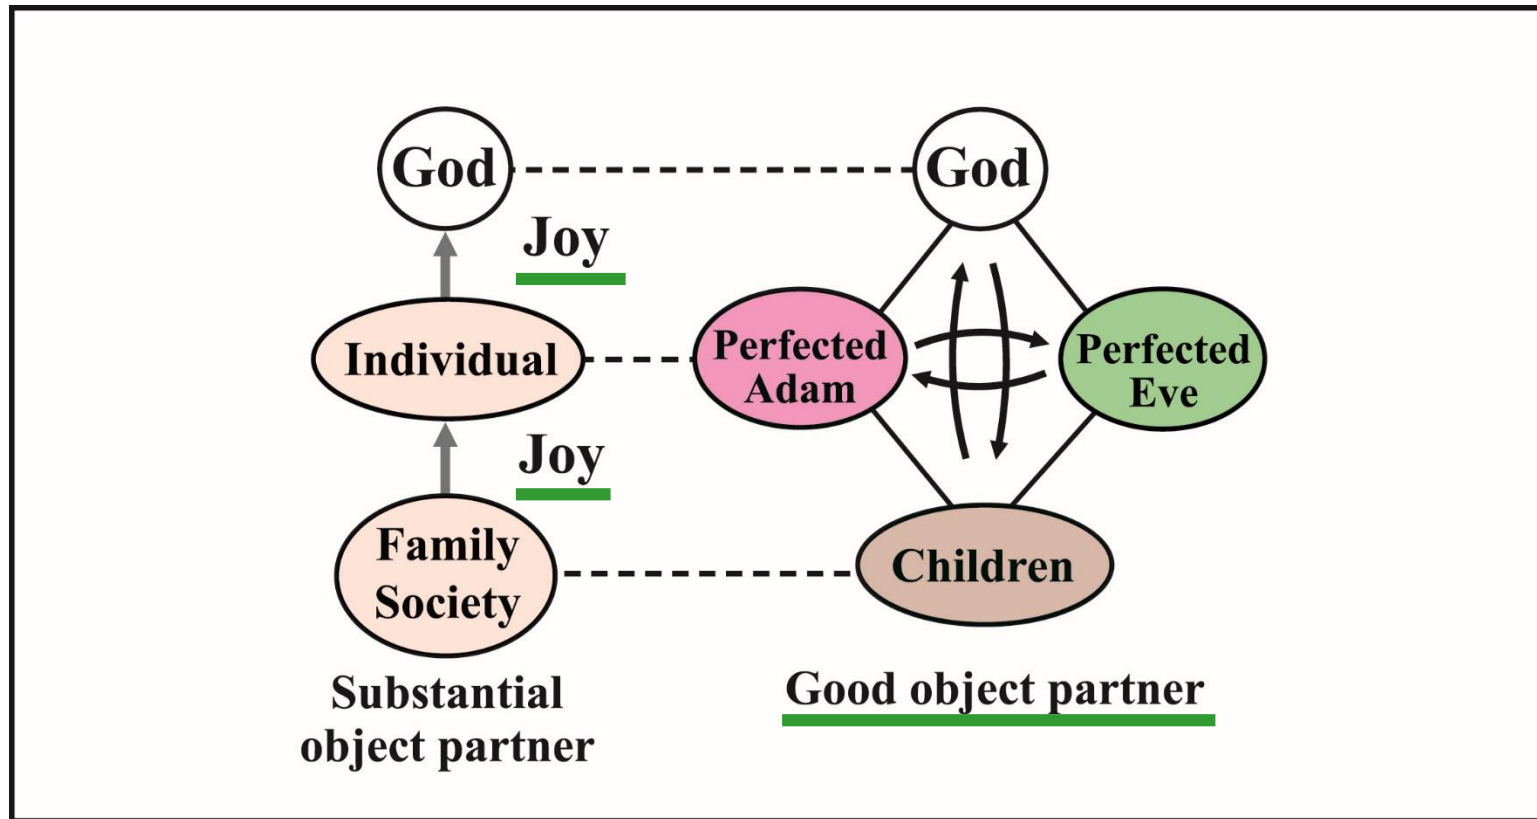 God
God
Joy
Individual
Perfected
Adam
Perfected
Eve
Joy
Family
Society
Children
Substantial
object partner
Good object partner